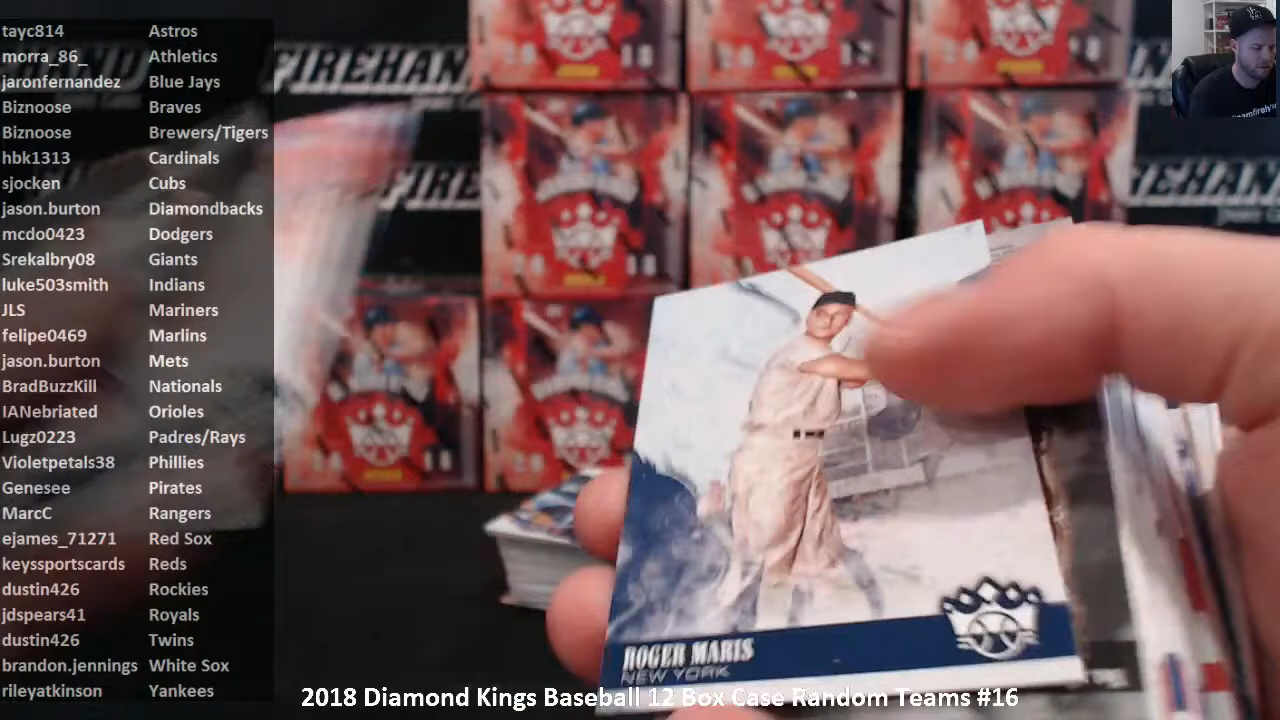 tayc814 Astros
morra_86_ Athletics
jaronfernandez Blue Jays
Biznoose Braves
Biznoose Brewers/Tigers
hbk1313 Cardinals
sjocken Cubs
jason.burton Diamondbacks
mcdo0423 Dodgers
Srekalbry08 Giants
luke503smith Indians
JLS Mariners
felipe0469 Marlins
jason.burton Mets
BradBuzzKill Nationals
IANebriated Orioles
Lugz0223 Padres/Rays
Violetpetals38 Phillies
Genesee Pirates
MarcC Rangers
ejames_71271 Red Sox
keyssportscards Reds
dustin426 Rockies
jdspears41 Royals
dustin426 Twins
brandon.jennings White Sox
rileyatkinson Yankees
FIREHAN
FIRE
REHAND
ROGER MARIS
NEW YORK
2018 Diamond Kings Baseball 12 Box Case Random Teams #16